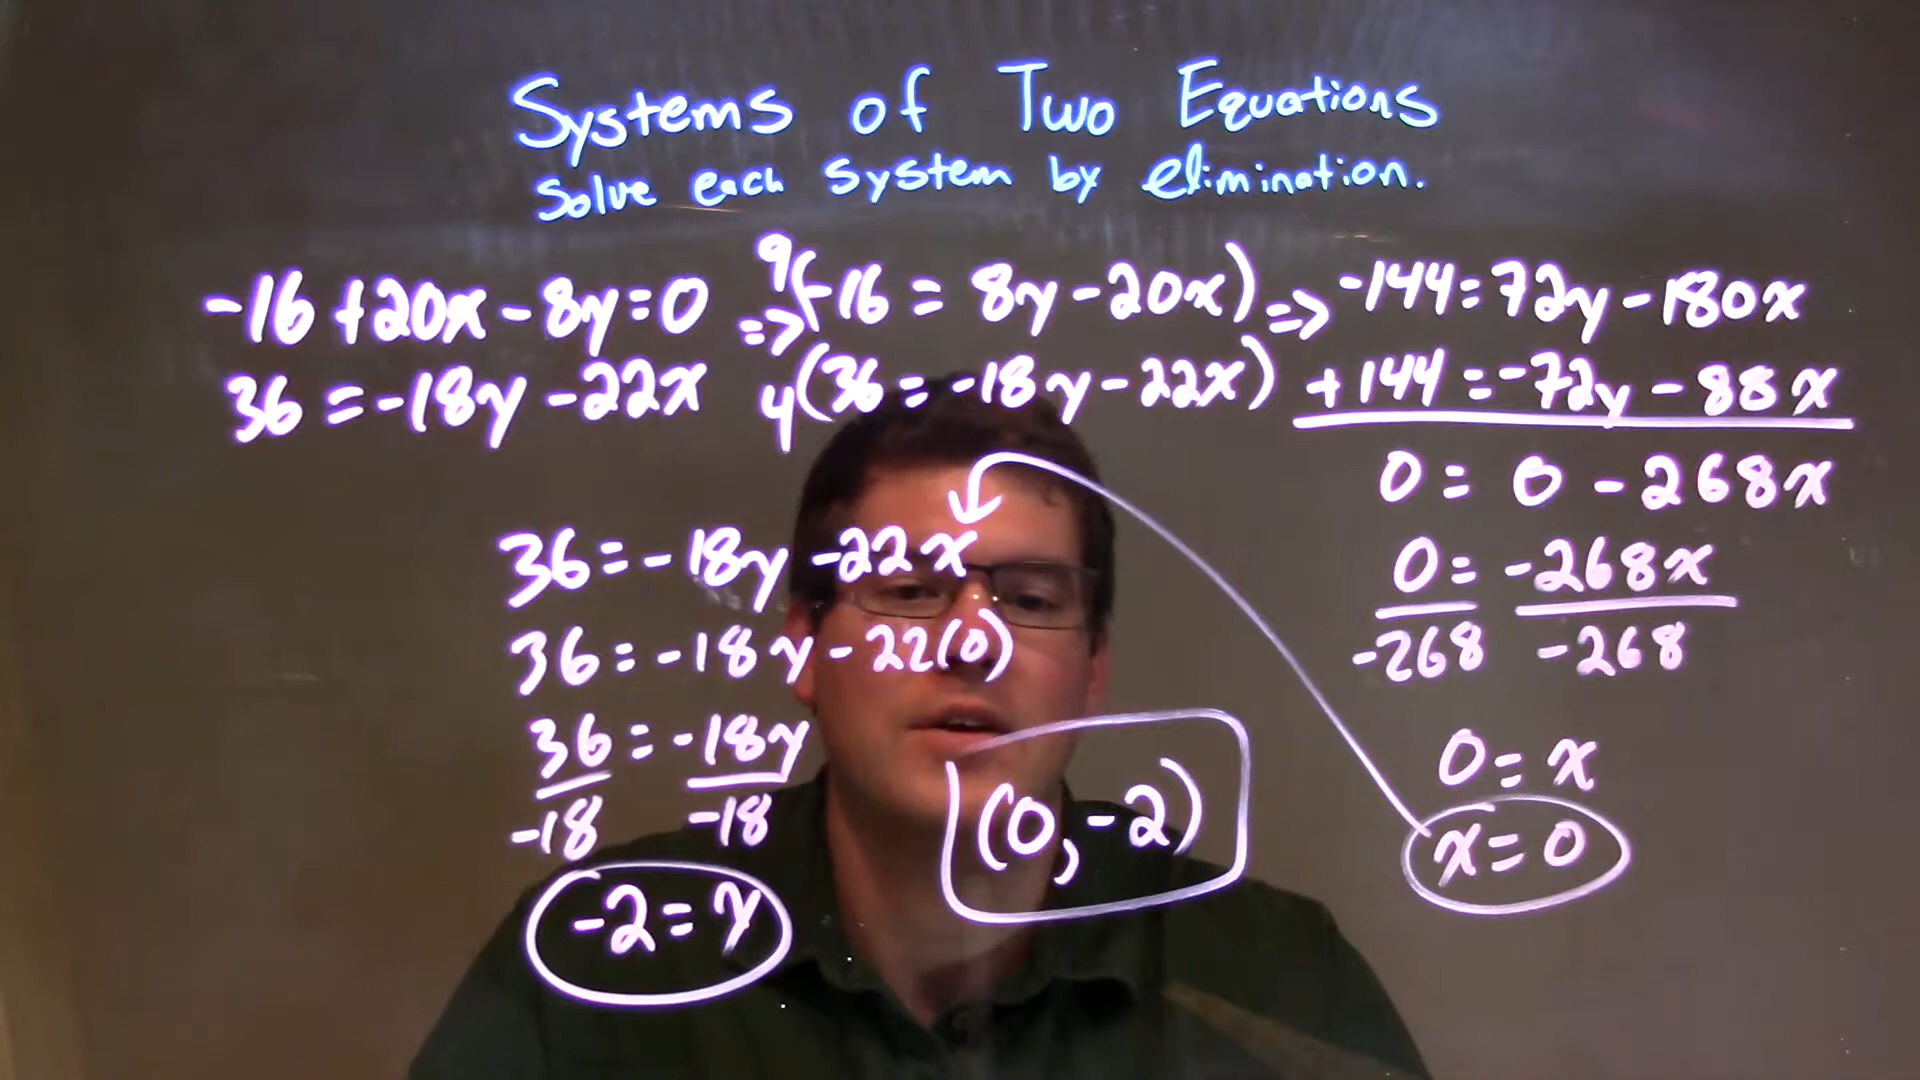 Systems of Two Equations
Solve each system by elimination.
-16 + 20x - 8y = 0 => 9(-16 = 8y - 20x) => -144 = 72y - 180x
36 = -18y - 22x 4(36 = -18y - 22x) + 144 = -72y - 88x
0 = 0 - 268x
36 = -18y - 22x
0 = -268x
-268 -268
36 = -18y - 22(0)
36 = -18y
-18 -18
0 = x
(0, -2)
x = 0
-2 = y